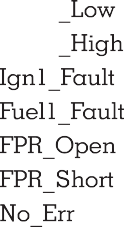 _Low
_High
Ign1_Fault
Fuel1_Fault
FPR_Open
FPR_Short
No_Err